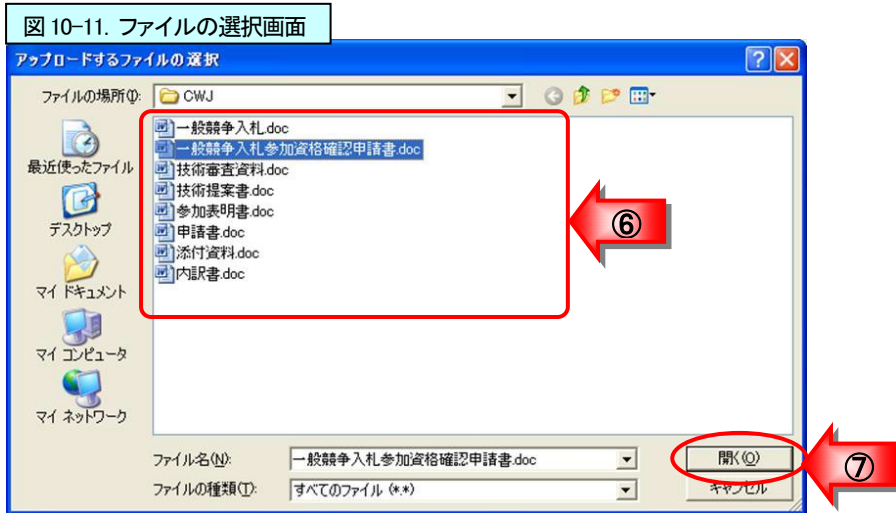 図 10-11. ファイルの選択画面
アップロードするファイルの選択
ファイルの場所(I):
CWJ
一般競争入札.doc
一般競争入札参加資格確認申請書.doc
技術審査資料.doc
技術提案書.doc
参加表明書.doc
申請書.doc
添付資料.doc
内訳書.doc
⑥
最近使ったファイル
デスクトップ
マイ ドキュメント
マイ コンピュータ
マイ ネットワーク
ファイル名(N):
一般競争入札参加資格確認申請書.doc
開く(O)
⑦
ファイルの種類(T):
すべてのファイル (*.*)
キャンセル